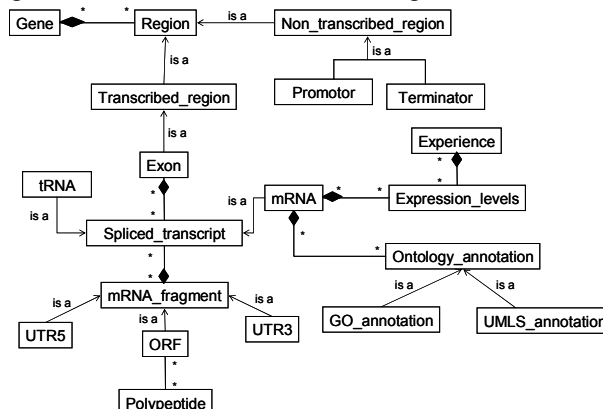 Gene
*
*
Region
is a
Non_transcribed_region
is a
is a
Promotor
Terminator
Transcribed_region
is a
Experience
Exon
*
*
tRNA
*
is a
mRNA
*
*
Expression_levels
is a
*
Spliced_transcript
*
*
Ontology_annotation
*
*
is a
is a
mRNA_fragment
is a
is a
is a
GO_annotation
UMLS_annotation
UTR5
UTR3
ORF
*
*
Polypeptide